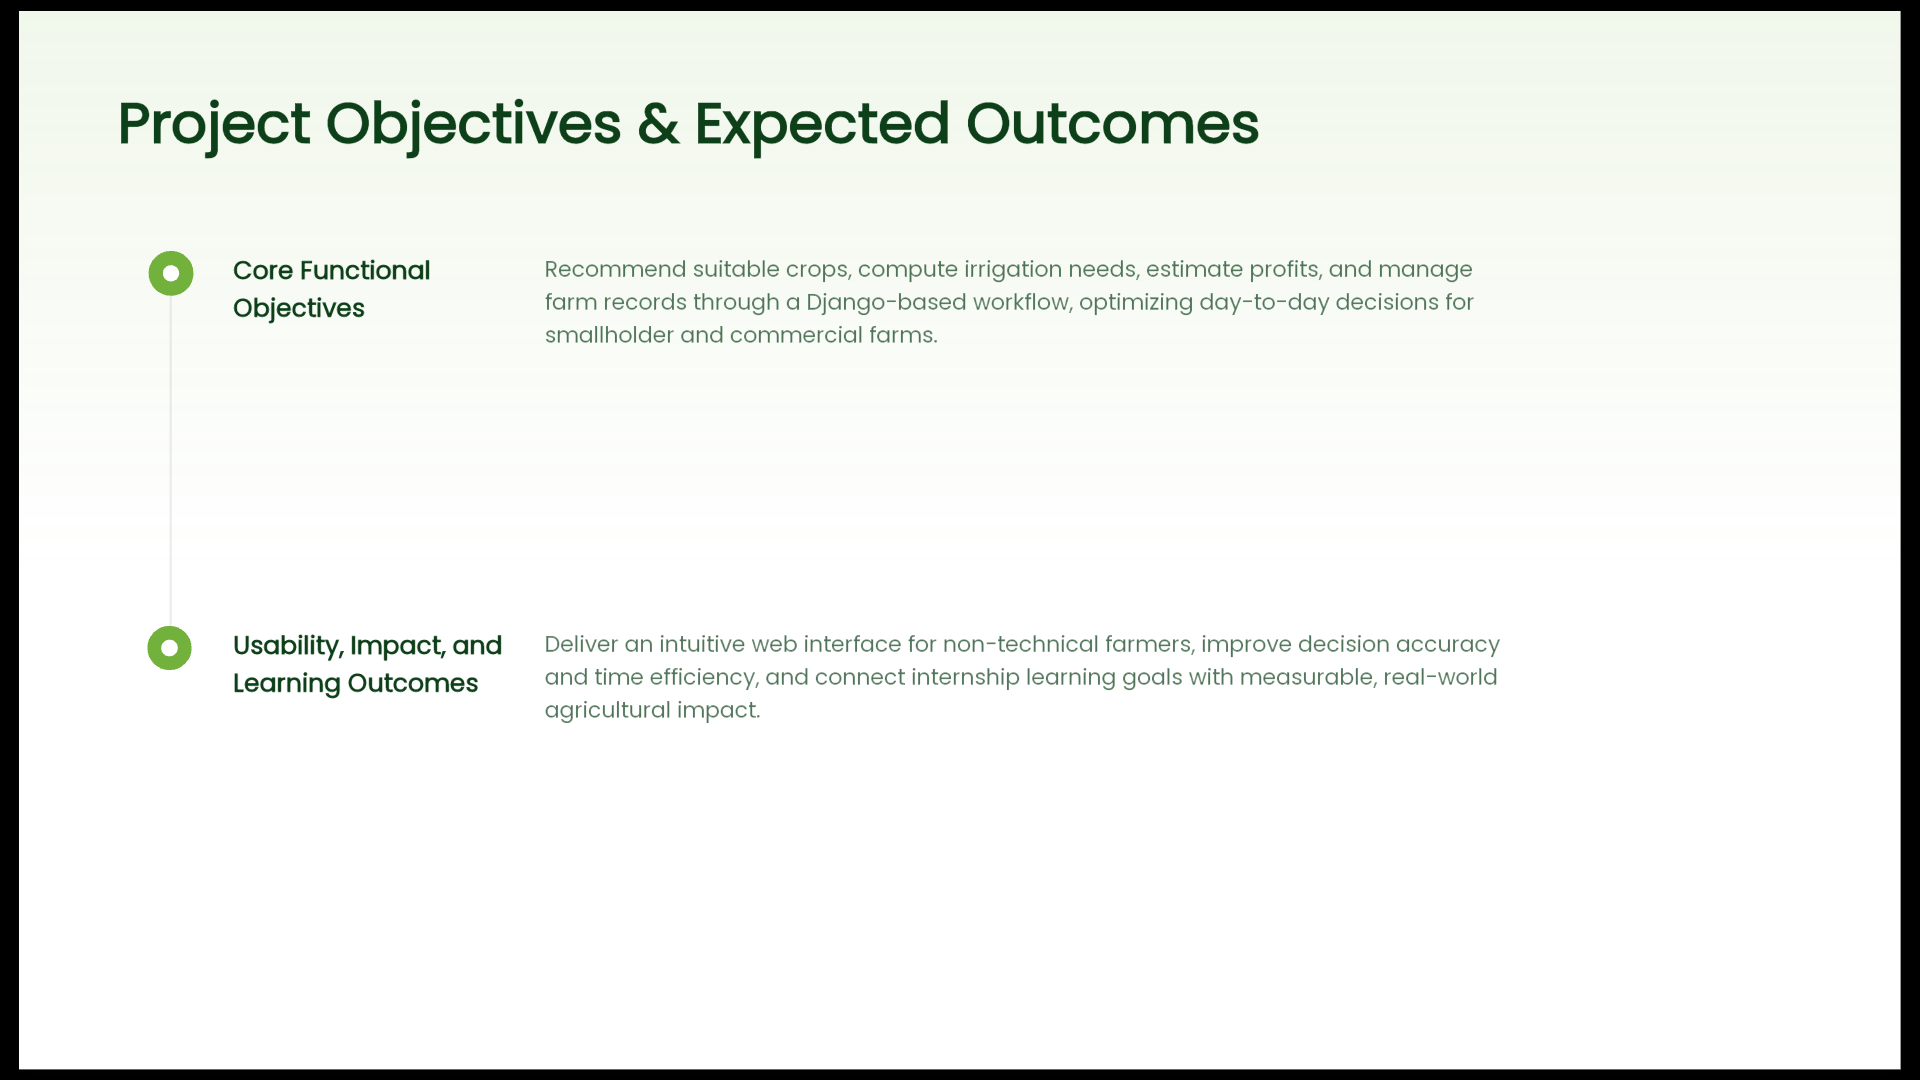 Project Objectives & Expected Outcomes
Core Functional
Objectives
Recommend suitable crops, compute irrigation needs, estimate profits, and manage
farm records through a Django-based workflow, optimizing day-to-day decisions for
smallholder and commercial farms.
Usability, Impact, and
Learning Outcomes
Deliver an intuitive web interface for non-technical farmers, improve decision accuracy
and time efficiency, and connect internship learning goals with measurable, real-world
agricultural impact.